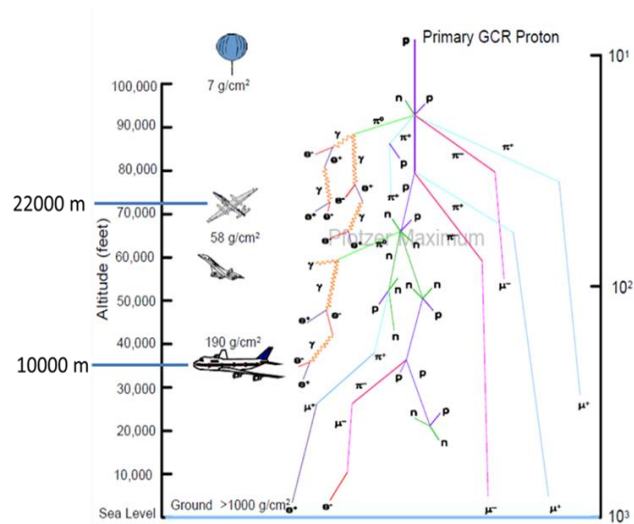 Primary GCR Proton
p
10¹
100,000
7 g/cm²
n p
π⁰
90,000
γ
π⁺
π⁺
e⁻
e⁺
γ
p
π⁻
80,000
p
22000 m
e⁻
e⁺
e⁺ e⁻
π⁺
π⁺
70,000
γ
n p
58 g/cm²
e⁻
e⁺
π⁰
n
π⁻
Pfotzer Maximum
n
60,000
γ
Altitude (feet)
γ
n n
n
μ⁻
10²
50,000
p
p
e⁺
e⁻
n
40,000
190 g/cm²
γ
10000 m
e⁻
π⁺
e⁺
π⁻
p p
30,000
μ⁺
μ⁺
n p
20,000
μ⁻
n
10,000
Sea Level
Ground >1000 g/cm²
e⁺
e⁻
μ⁻
μ⁺
10³